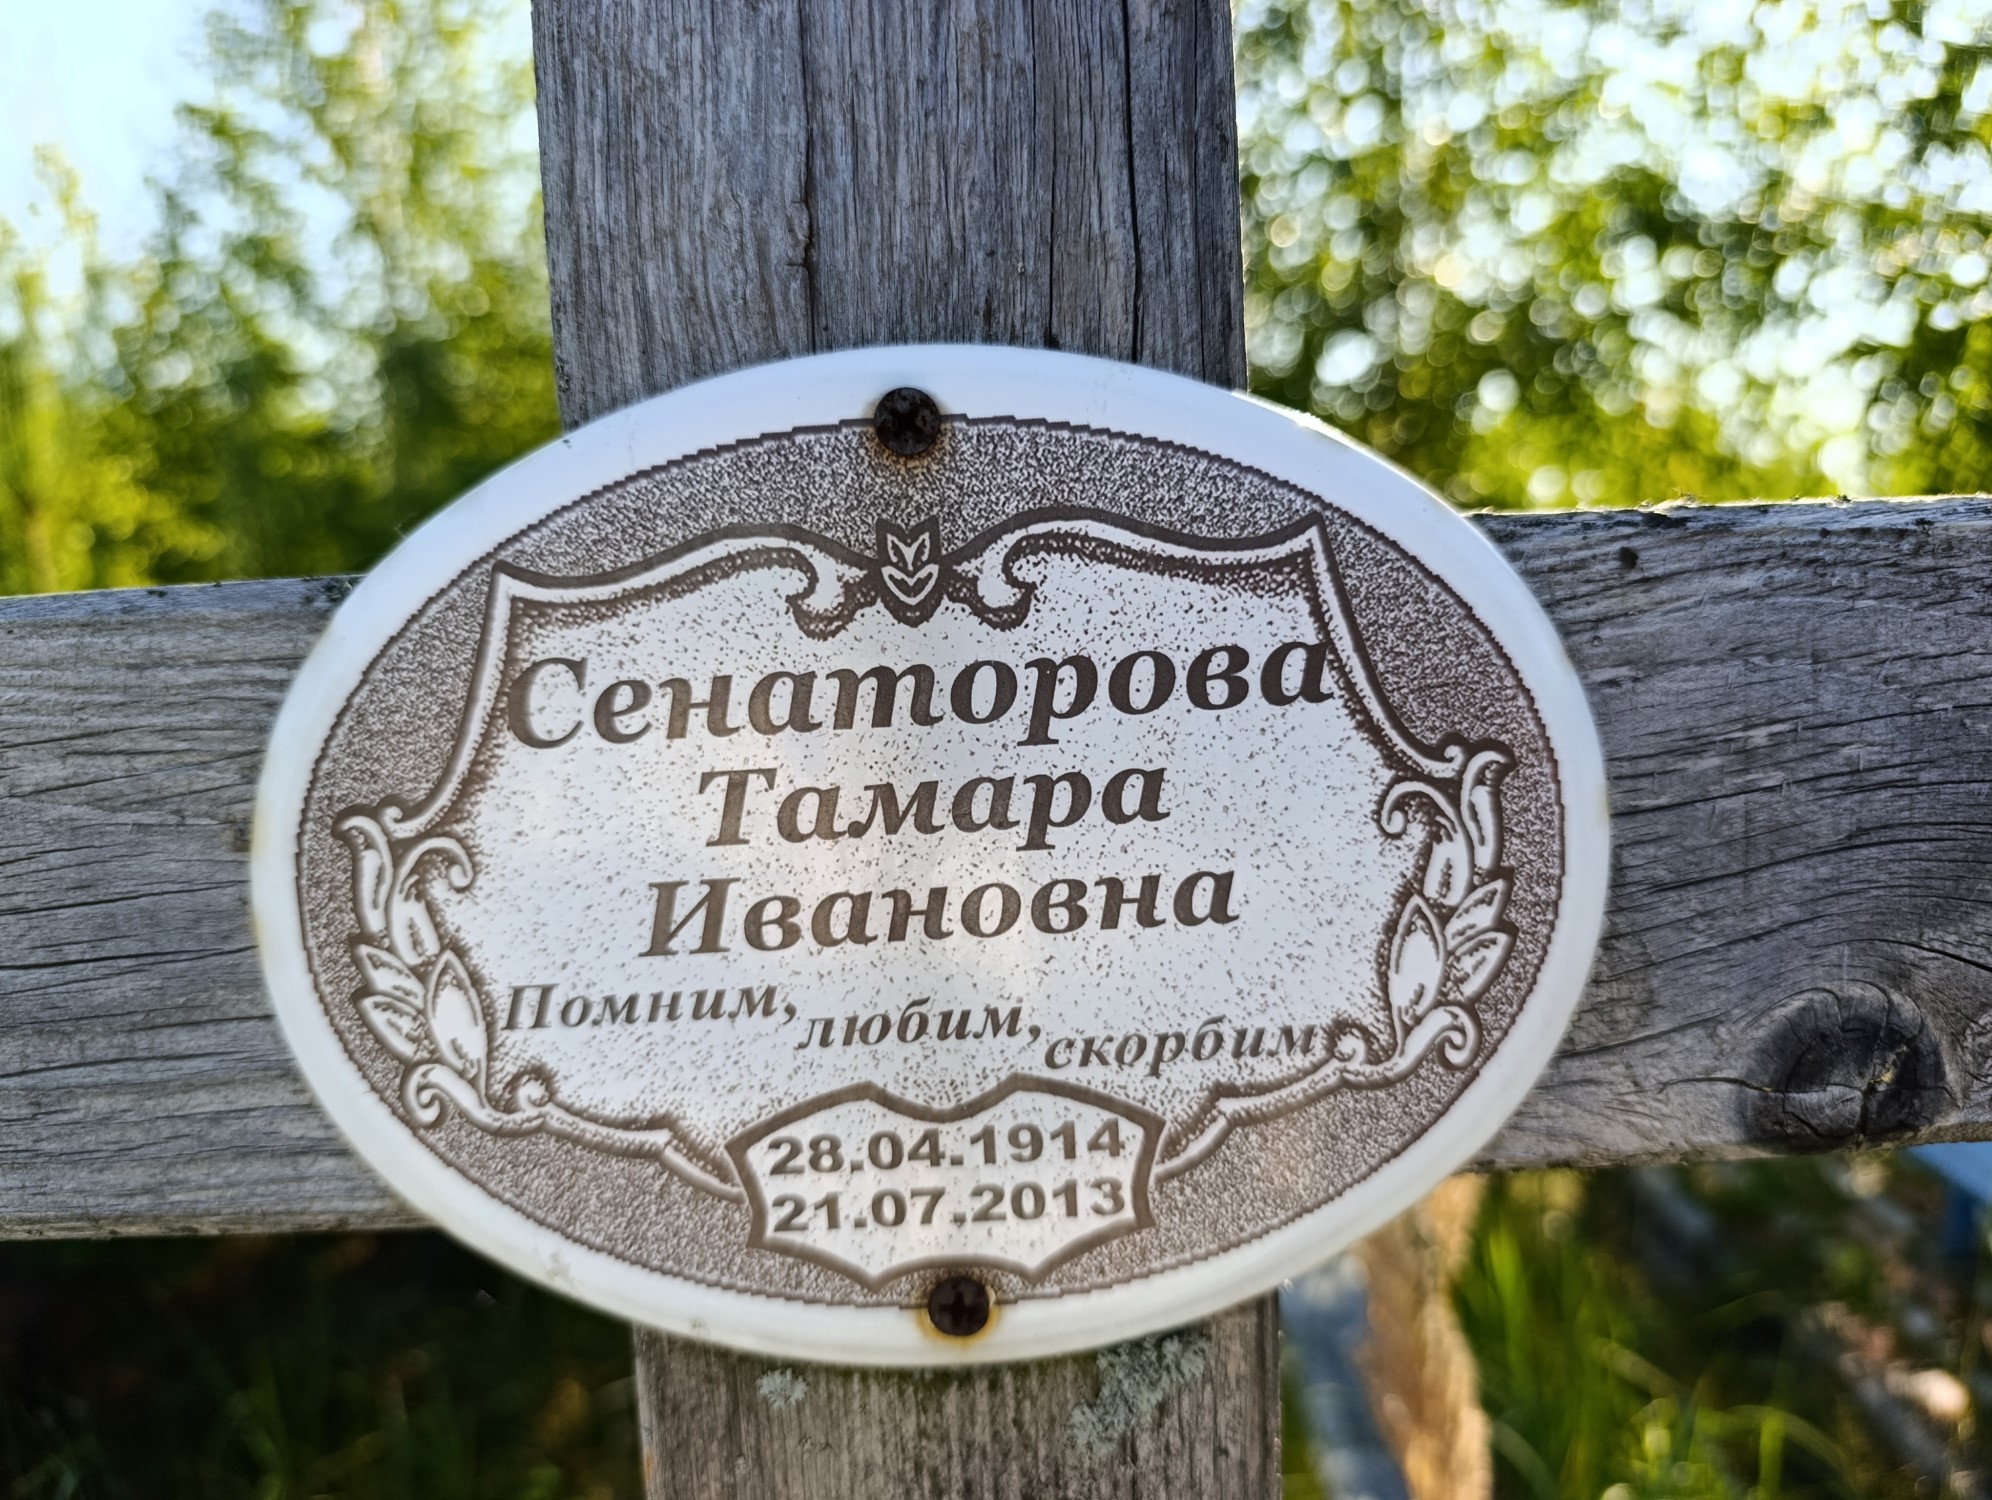 Сенаторова
Тамара
Ивановна
Помним, любим, скорбим
28.04.1914
21.07.2013